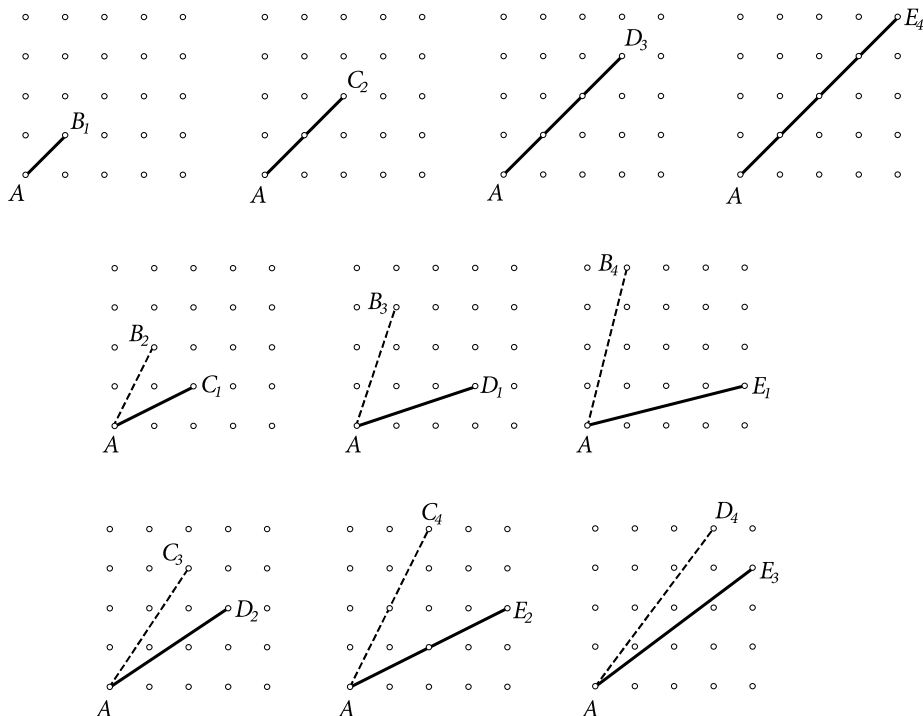 B₁ C₂ D₃ E₄
A A A A
B₂ B₃ B₄
C₁ D₁ E₁
A A A
C₃ C₄ D₄
D₂ E₂ E₃
A A A